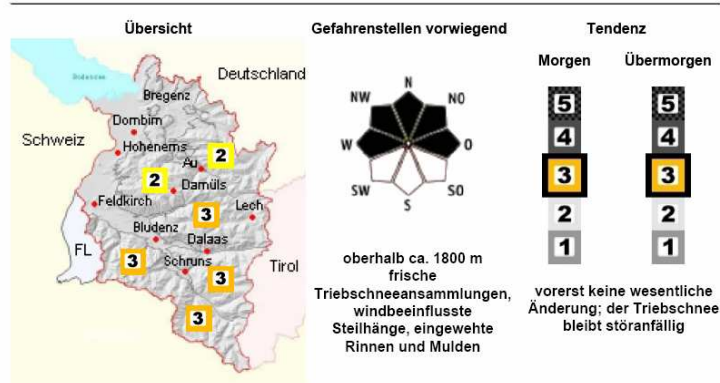 Übersicht
Gefahrenstellen vorwiegend
Tendenz
Morgen
Übermorgen
Bodensee
Deutschland
Bregenz
Dornbirn
Schweiz
Hohenems
Au
2
2
Damüls
Feldkirch
3
Lech
Bludenz
Dalaas
FL
3
Schruns
3
Tirol
3
N
NW
NO
W
O
SW
SO
S
5
5
4
4
3
3
2
2
1
1
oberhalb ca. 1800 m
frische
Triebschneeansammlungen,
windbeeinflusste
Steilhänge, eingewehte
Rinnen und Mulden
vorerst keine wesentliche
Änderung; der Triebschnee
bleibt störanfällig